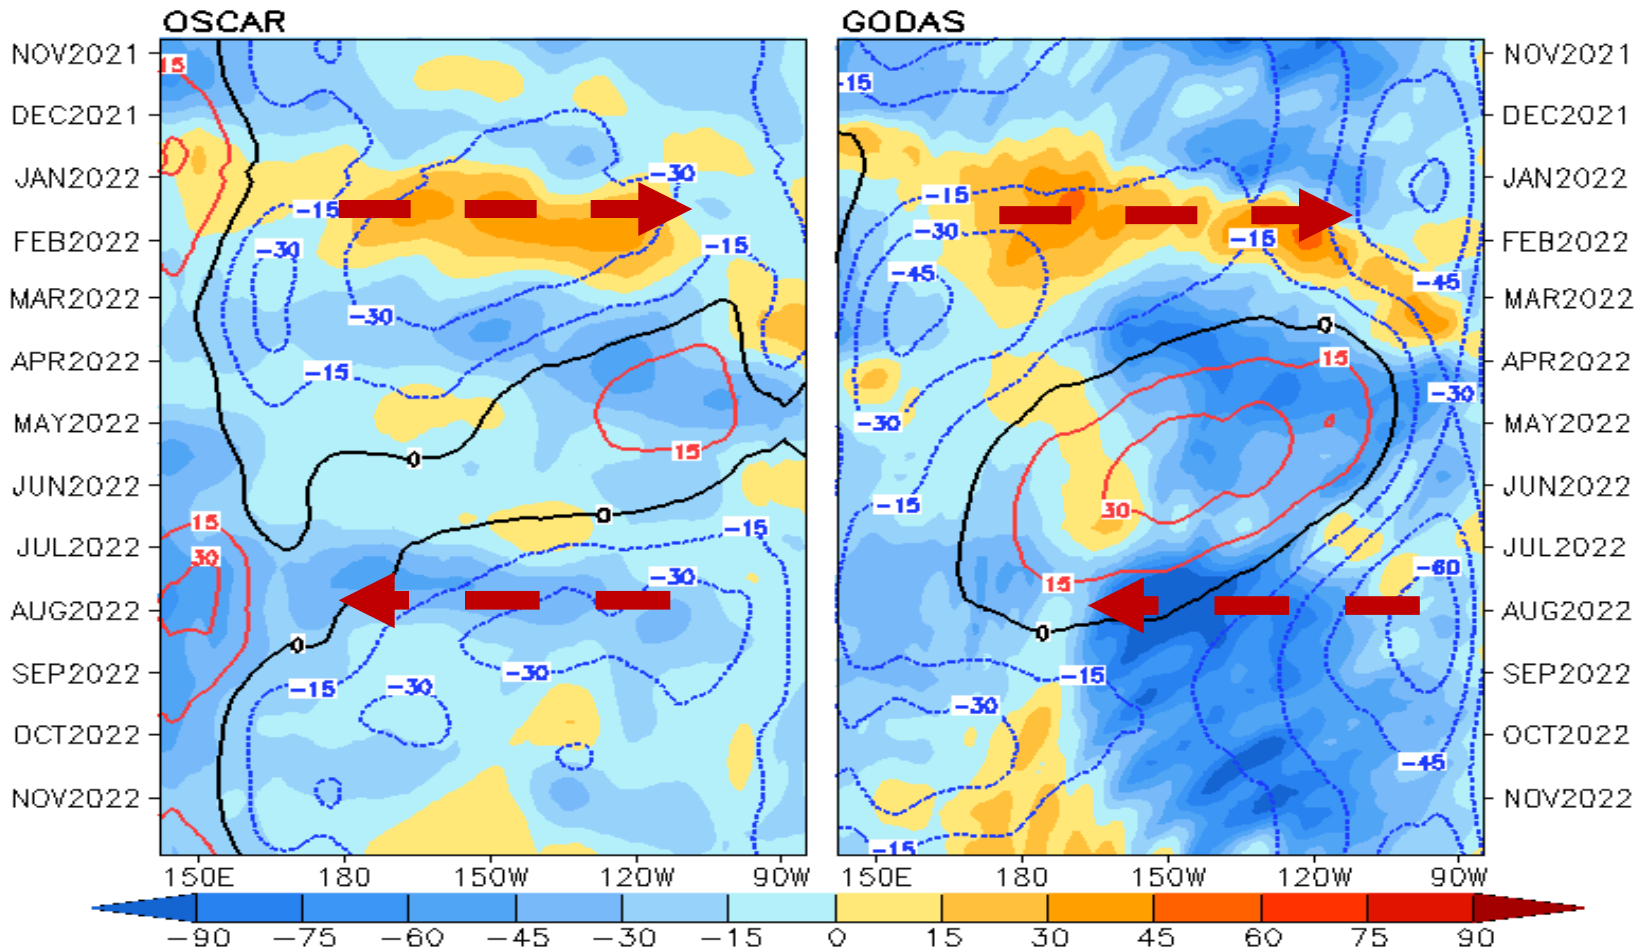 OSCAR
GODAS
NOV2021
DEC2021
JAN2022
FEB2022
MAR2022
APR2022
MAY2022
JUN2022
JUL2022
AUG2022
SEP2022
OCT2022
NOV2022
15
-30
-15
-30
-15
-30
-15
0
15
0
15
-15
30
-30
0
-15
-30
-30
150E
180
150W
120W
90W
-15
-15
-30
-15
-45
-45
0
15
-30
-30
-15
30
-60
15
0
-15
-30
-45
-15
NOV2021
DEC2021
JAN2022
FEB2022
MAR2022
APR2022
MAY2022
JUN2022
JUL2022
AUG2022
SEP2022
OCT2022
NOV2022
150E
180
150W
120W
90W
-90
-75
-60
-45
-30
-15
0
15
30
45
60
75
90